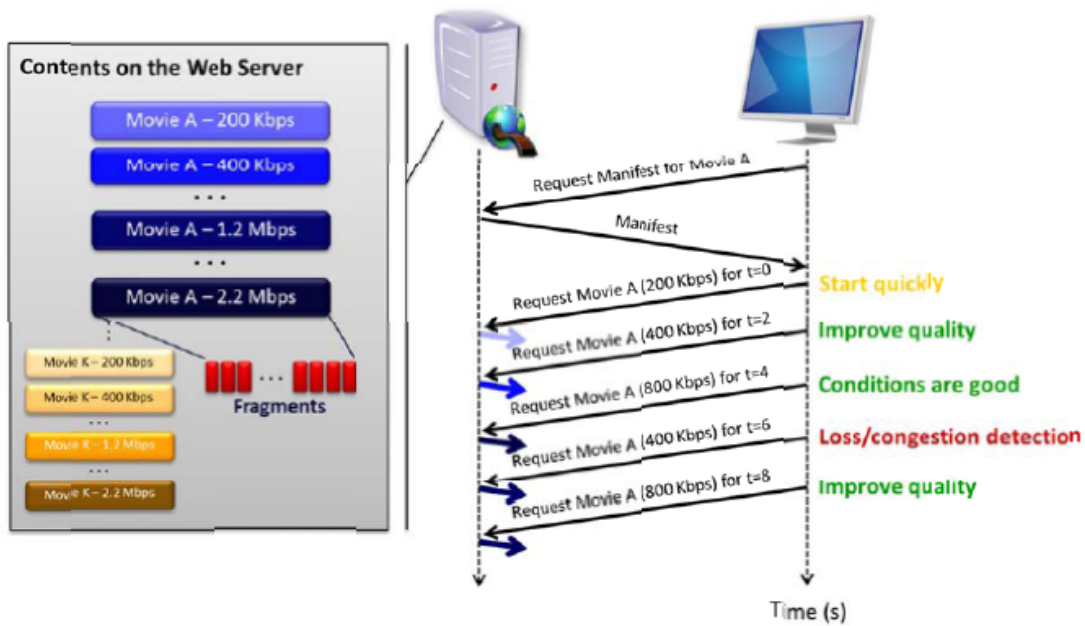 Contents on the Web Server
Movie A – 200 Kbps
Movie A – 400 Kbps
...
Movie A – 1.2 Mbps
...
Movie A – 2.2 Mbps
Movie K – 200 Kbps
Movie K – 400 Kbps
...
Movie K – 1.2 Mbps
...
Movie K – 2.2 Mbps
...
Fragments
Request Manifest for Movie A
Manifest
Request Movie A (200 Kbps) for t=0
Start quickly
Request Movie A (400 Kbps) for t=2
Improve quality
Request Movie A (800 Kbps) for t=4
Conditions are good
Request Movie A (400 Kbps) for t=6
Loss/congestion detection
Request Movie A (800 Kbps) for t=8
Improve quality
Time (s)